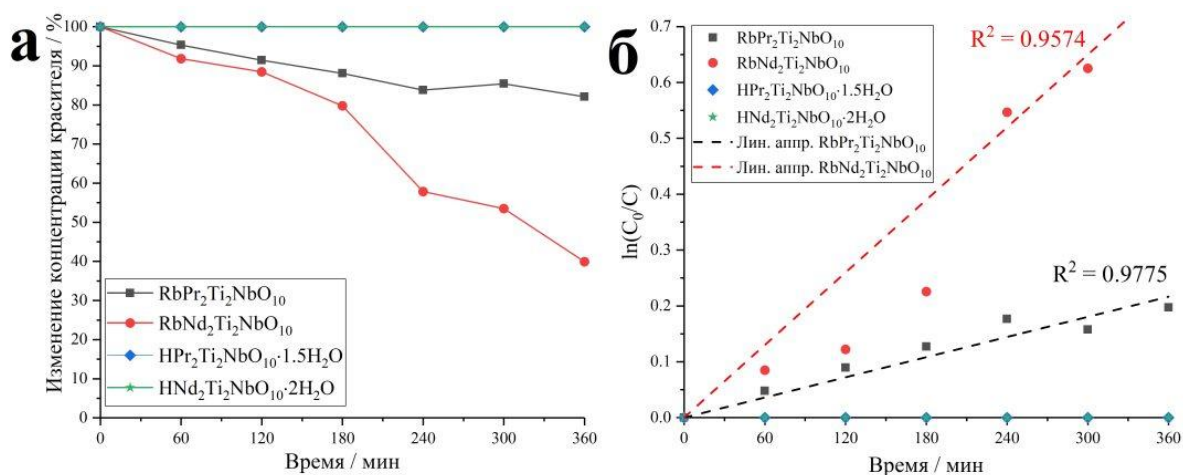 а
Изменение концентрации красителя / %
100
90
80
70
60
50
40
30
20
10
0
RbPr₂Ti₂NbO₁₀
RbNd₂Ti₂NbO₁₀
HPr₂Ti₂NbO₁₀·1.5H₂O
HNd₂Ti₂NbO₁₀·2H₂O
0 60 120 180 240 300 360
Время / мин
б
ln(C₀/C)
0.7
0.6
0.5
0.4
0.3
0.2
0.1
0.0
RbPr₂Ti₂NbO₁₀
RbNd₂Ti₂NbO₁₀
HPr₂Ti₂NbO₁₀·1.5H₂O
HNd₂Ti₂NbO₁₀·2H₂O
Лин. аппр. RbPr₂Ti₂NbO₁₀
Лин. аппр. RbNd₂Ti₂NbO₁₀
R² = 0.9574
R² = 0.9775
0 60 120 180 240 300 360
Время / мин